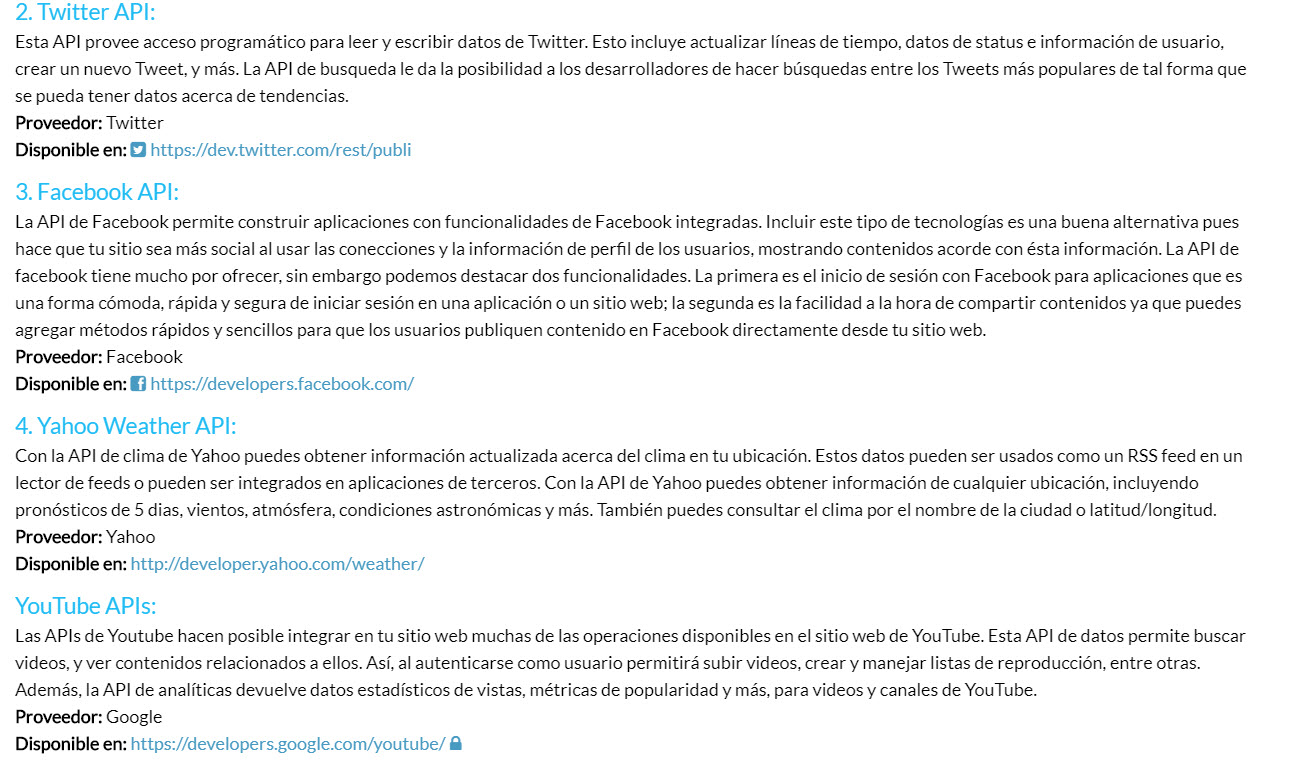 2. Twitter API:
Esta API provee acceso programático para leer y escribir datos de Twitter. Esto incluye actualizar líneas de tiempo, datos de status e información de usuario,
crear un nuevo Tweet, y más. La API de busqueda le da la posibilidad a los desarrolladores de hacer búsquedas entre los Tweets más populares de tal forma que
se pueda tener datos acerca de tendencias.
Proveedor: Twitter
Disponible en: https://dev.twitter.com/rest/publi
3. Facebook API:
La API de Facebook permite construir aplicaciones con funcionalidades de Facebook integradas. Incluir este tipo de tecnologías es una buena alternativa pues
hace que tu sitio sea más social al usar las conecciones y la información de perfil de los usuarios, mostrando contenidos acorde con ésta información. La API de
facebook tiene mucho por ofrecer, sin embargo podemos destacar dos funcionalidades. La primera es el inicio de sesión con Facebook para aplicaciones que es
una forma cómoda, rápida y segura de iniciar sesión en una aplicación o un sitio web; la segunda es la facilidad a la hora de compartir contenidos ya que puedes
agregar métodos rápidos y sencillos para que los usuarios publiquen contenido en Facebook directamente desde tu sitio web.
Proveedor: Facebook
Disponible en: https://developers.facebook.com/
4. Yahoo Weather API:
Con la API de clima de Yahoo puedes obtener información actualizada acerca del clima en tu ubicación. Estos datos pueden ser usados como un RSS feed en un
lector de feeds o pueden ser integrados en aplicaciones de terceros. Con la API de Yahoo puedes obtener información de cualquier ubicación, incluyendo
pronósticos de 5 dias, vientos, atmósfera, condiciones astronómicas y más. También puedes consultar el clima por el nombre de la ciudad o latitud/longitud.
Proveedor: Yahoo
Disponible en: http://developer.yahoo.com/weather/
YouTube APIs:
Las APIs de Youtube hacen posible integrar en tu sitio web muchas de las operaciones disponibles en el sitio web de YouTube. Esta API de datos permite buscar
videos, y ver contenidos relacionados a ellos. Así, al autenticarse como usuario permitirá subir videos, crear y manejar listas de reproducción, entre otras.
Además, la API de analíticas devuelve datos estadísticos de vistas, métricas de popularidad y más, para videos y canales de YouTube.
Proveedor: Google
Disponible en: https://developers.google.com/youtube/